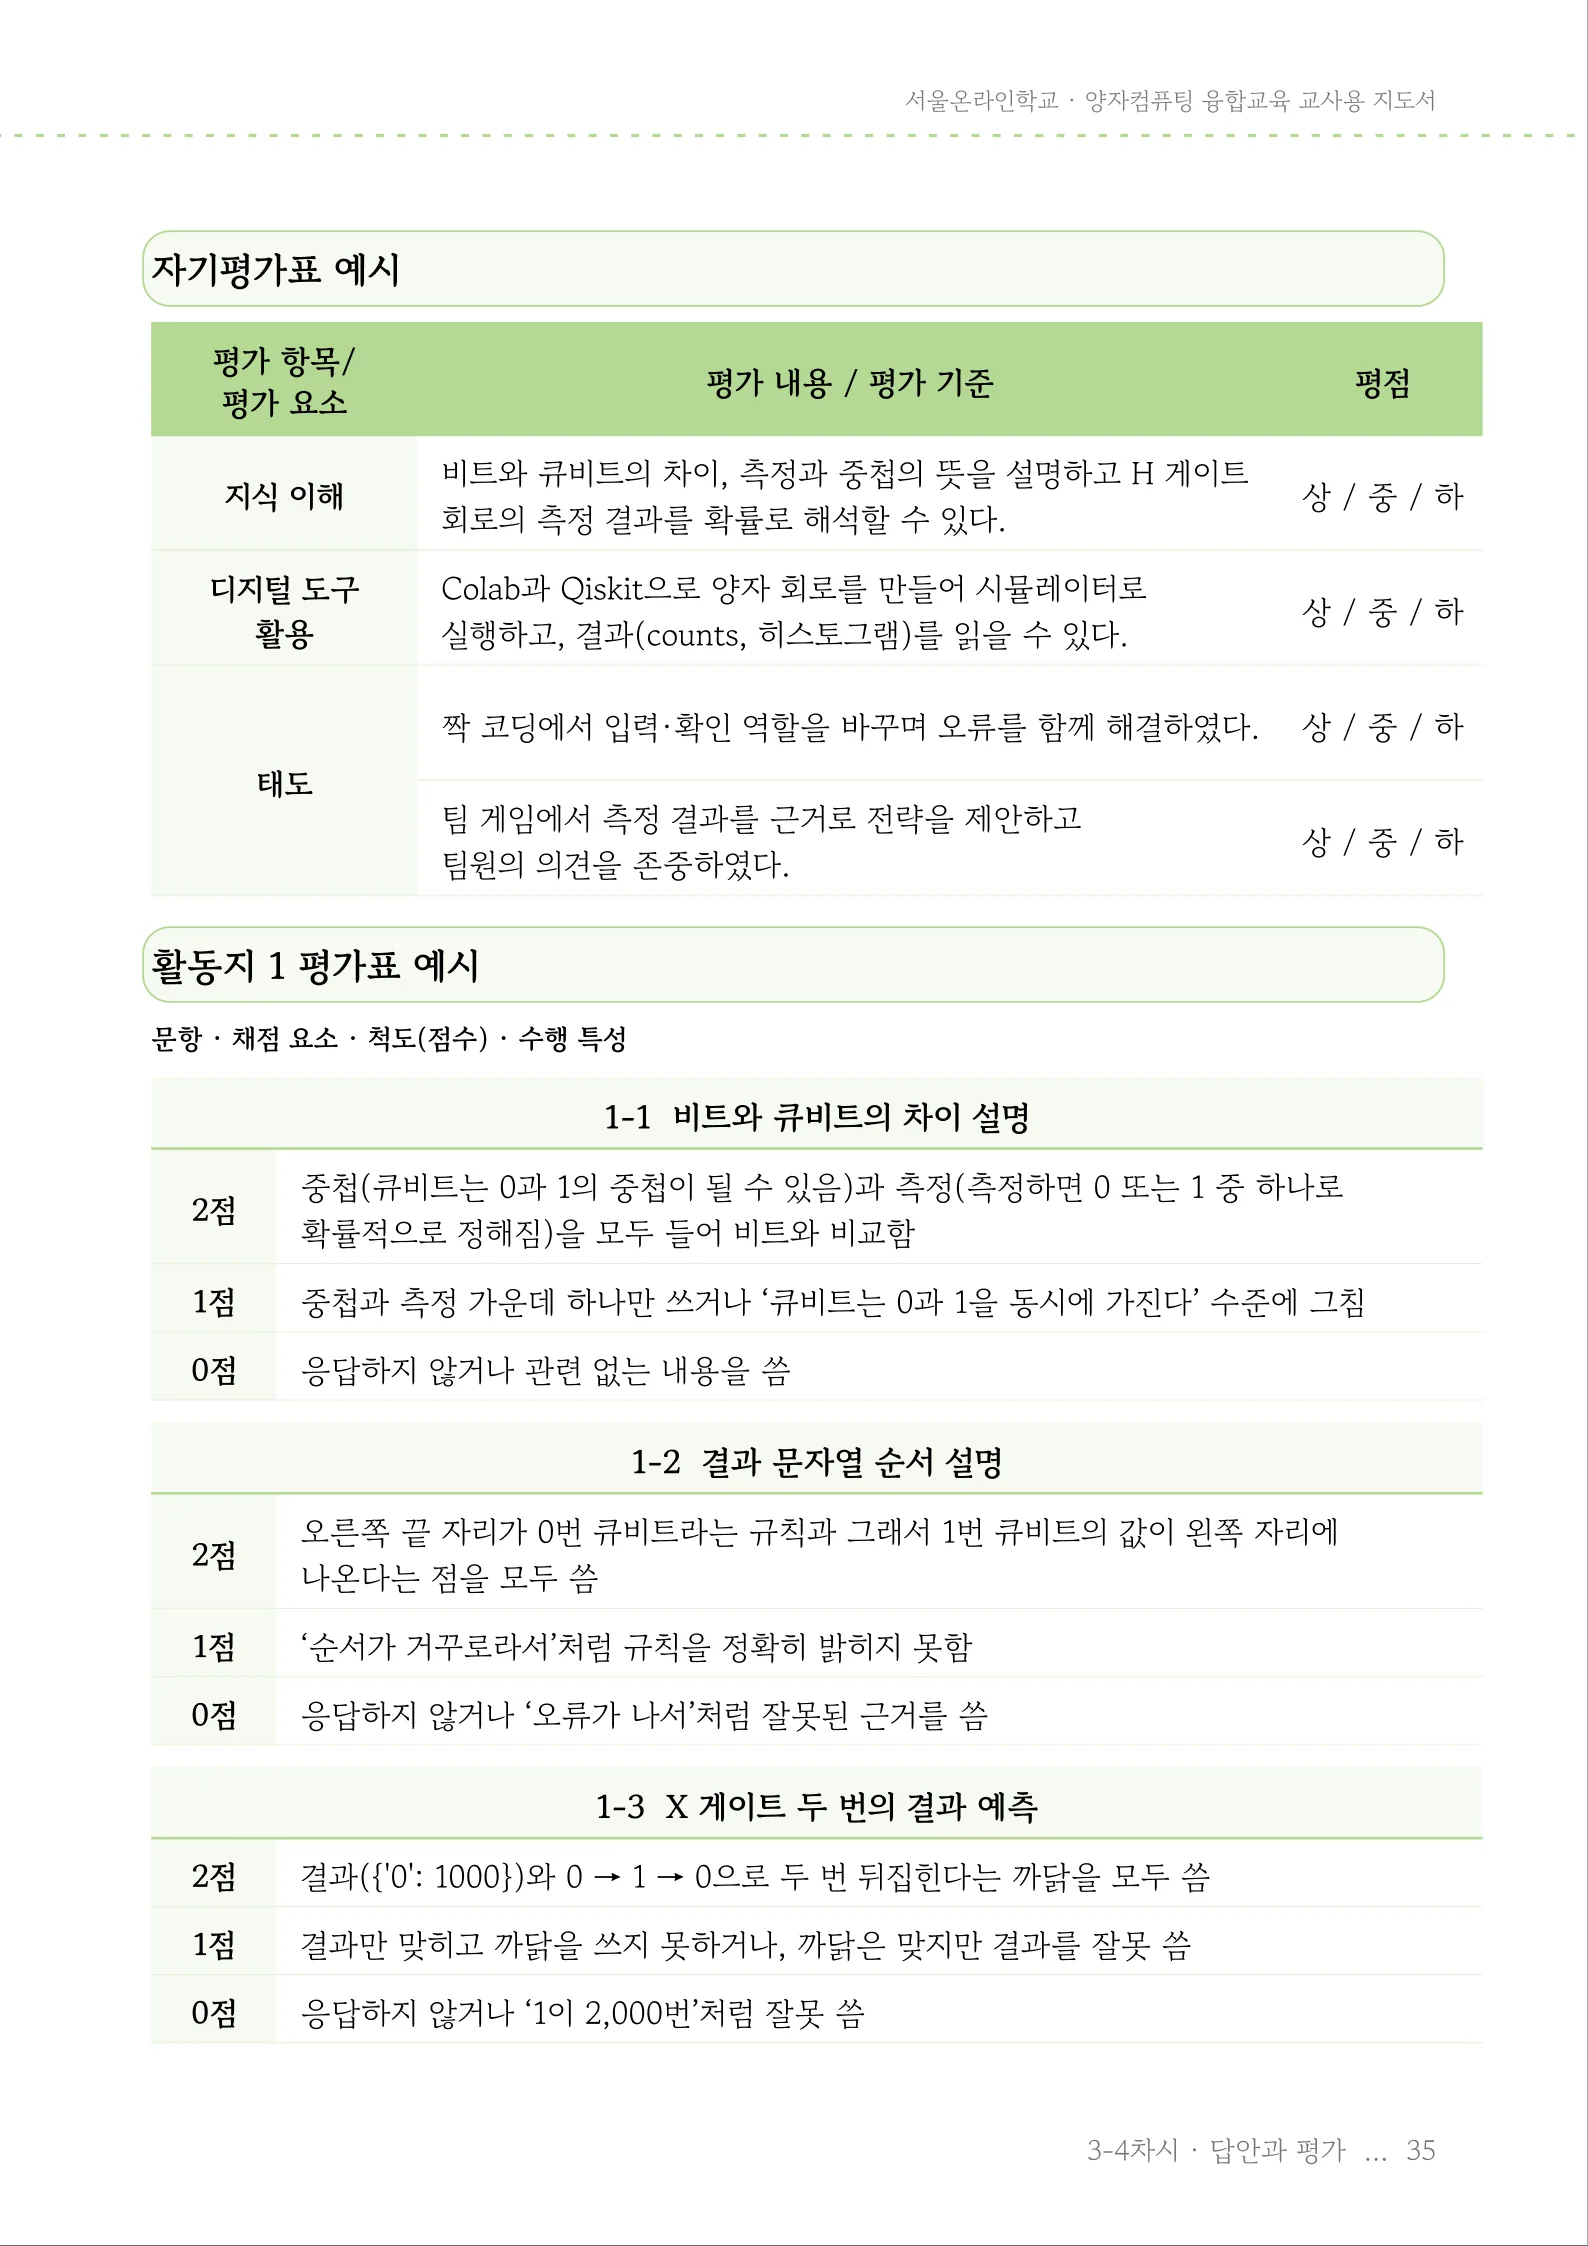 서울온라인학교 · 양자컴퓨팅 융합교육 교사용 지도서
자기평가표 예시
평가 항목/
평가 요소
평가 내용 / 평가 기준
평점
지식 이해
비트와 큐비트의 차이, 측정과 중첩의 뜻을 설명하고 H 게이트
회로의 측정 결과를 확률로 해석할 수 있다.
상 / 중 / 하
디지털 도구
활용
Colab과 Qiskit으로 양자 회로를 만들어 시뮬레이터로
실행하고, 결과(counts, 히스토그램)를 읽을 수 있다.
상 / 중 / 하
태도
짝 코딩에서 입력·확인 역할을 바꾸며 오류를 함께 해결하였다.
상 / 중 / 하
팀 게임에서 측정 결과를 근거로 전략을 제안하고
팀원의 의견을 존중하였다.
상 / 중 / 하
활동지 1 평가표 예시
문항 · 채점 요소 · 척도(점수) · 수행 특성
1-1 비트와 큐비트의 차이 설명
2점
중첩(큐비트는 0과 1의 중첩이 될 수 있음)과 측정(측정하면 0 또는 1 중 하나로
확률적으로 정해짐)을 모두 들어 비트와 비교함
1점
중첩과 측정 가운데 하나만 쓰거나 ‘큐비트는 0과 1을 동시에 가진다’ 수준에 그침
0점
응답하지 않거나 관련 없는 내용을 씀
1-2 결과 문자열 순서 설명
2점
오른쪽 끝 자리가 0번 큐비트라는 규칙과 그래서 1번 큐비트의 값이 왼쪽 자리에
나온다는 점을 모두 씀
1점
‘순서가 거꾸로라서’처럼 규칙을 정확히 밝히지 못함
0점
응답하지 않거나 ‘오류가 나서’처럼 잘못된 근거를 씀
1-3 X 게이트 두 번의 결과 예측
2점
결과({'0': 1000})와 0 → 1 → 0으로 두 번 뒤집힌다는 까닭을 모두 씀
1점
결과만 맞히고 까닭을 쓰지 못하거나, 까닭은 맞지만 결과를 잘못 씀
0점
응답하지 않거나 ‘1이 2,000번’처럼 잘못 씀
3-4차시 · 답안과 평가 ... 35